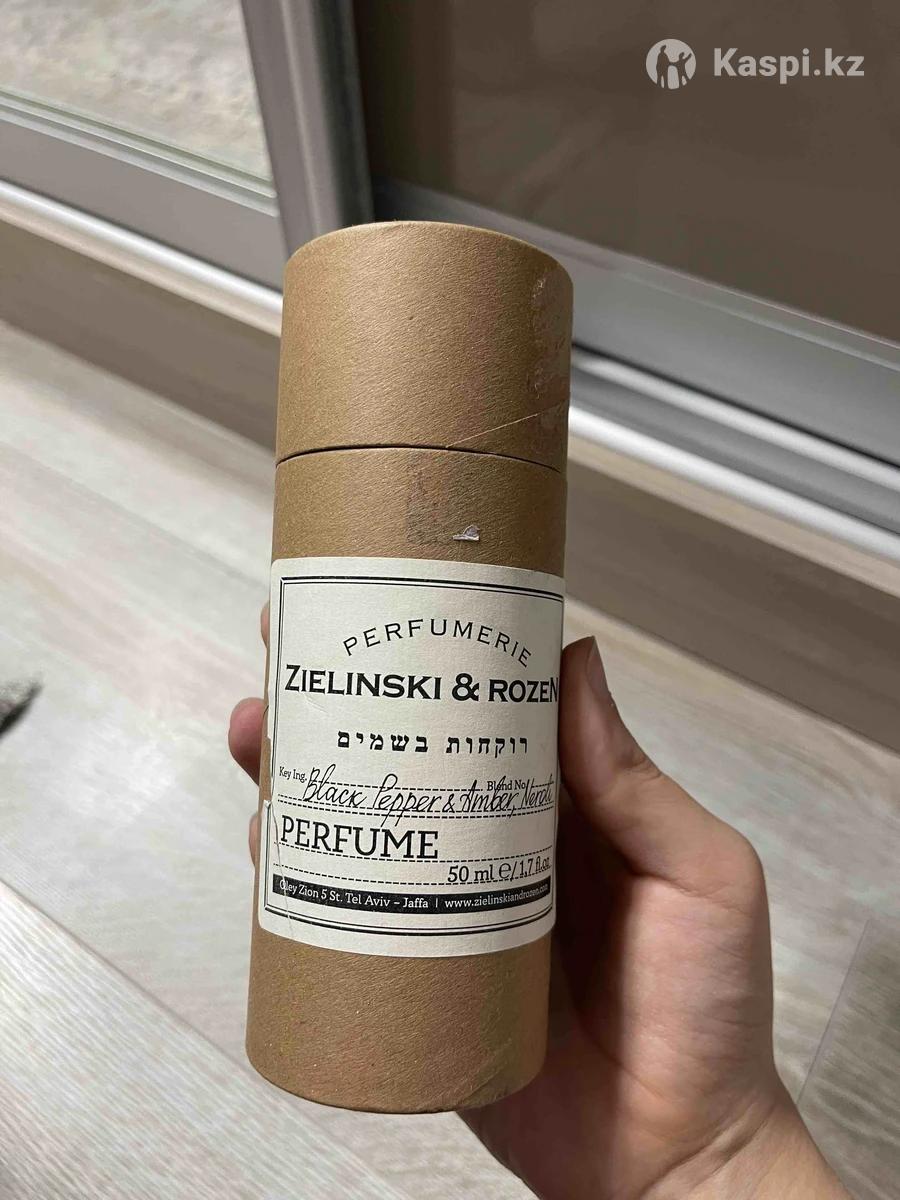 Kaspi.kz
PERFUMERIE
ZIELINSKI & ROZEN
רוקחות בשמים
Key Ing. Black Pepper & Amber, Neroli Blend No.
PERFUME
50 ml ℮/1,7 fl.oz
Oley Zion 5 St. Tel Aviv – Jaffa | www.zielinskiandrozen.com